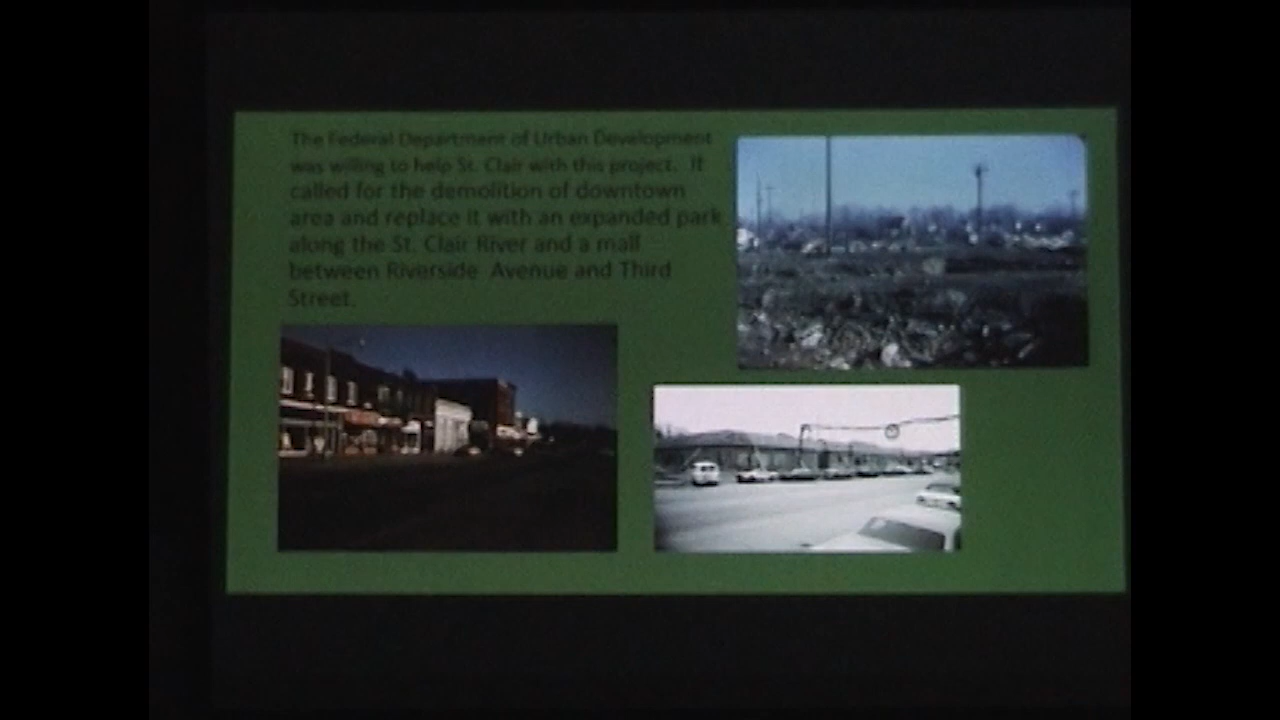 The Federal Department of Urban Development
was willing to help St. Clair with this project.  It
called for the demolition of downtown
area and replace it with an expanded park
along the St. Clair River and a mall
between Riverside  Avenue and Third
Street.